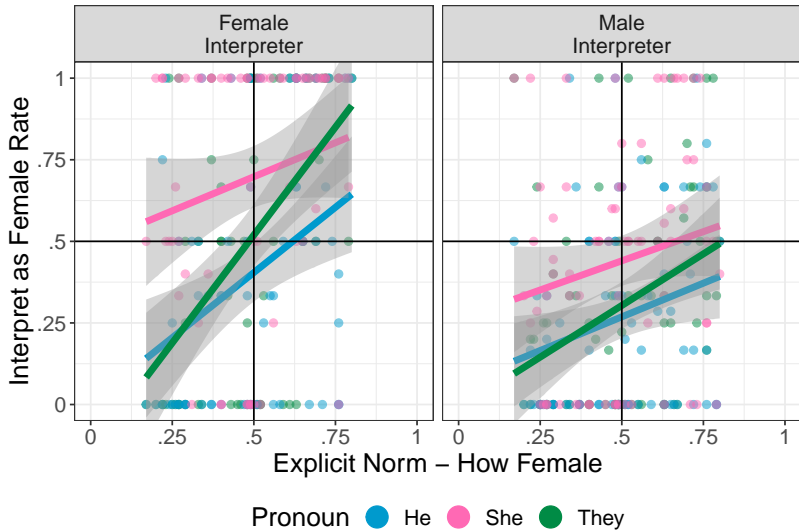 Female
Interpreter
Male
Interpreter
Interpret as Female Rate
1
.75
.5
.25
0
0
.25
.5
.75
1
0
.25
.5
.75
1
Explicit Norm − How Female
Pronoun
He
She
They